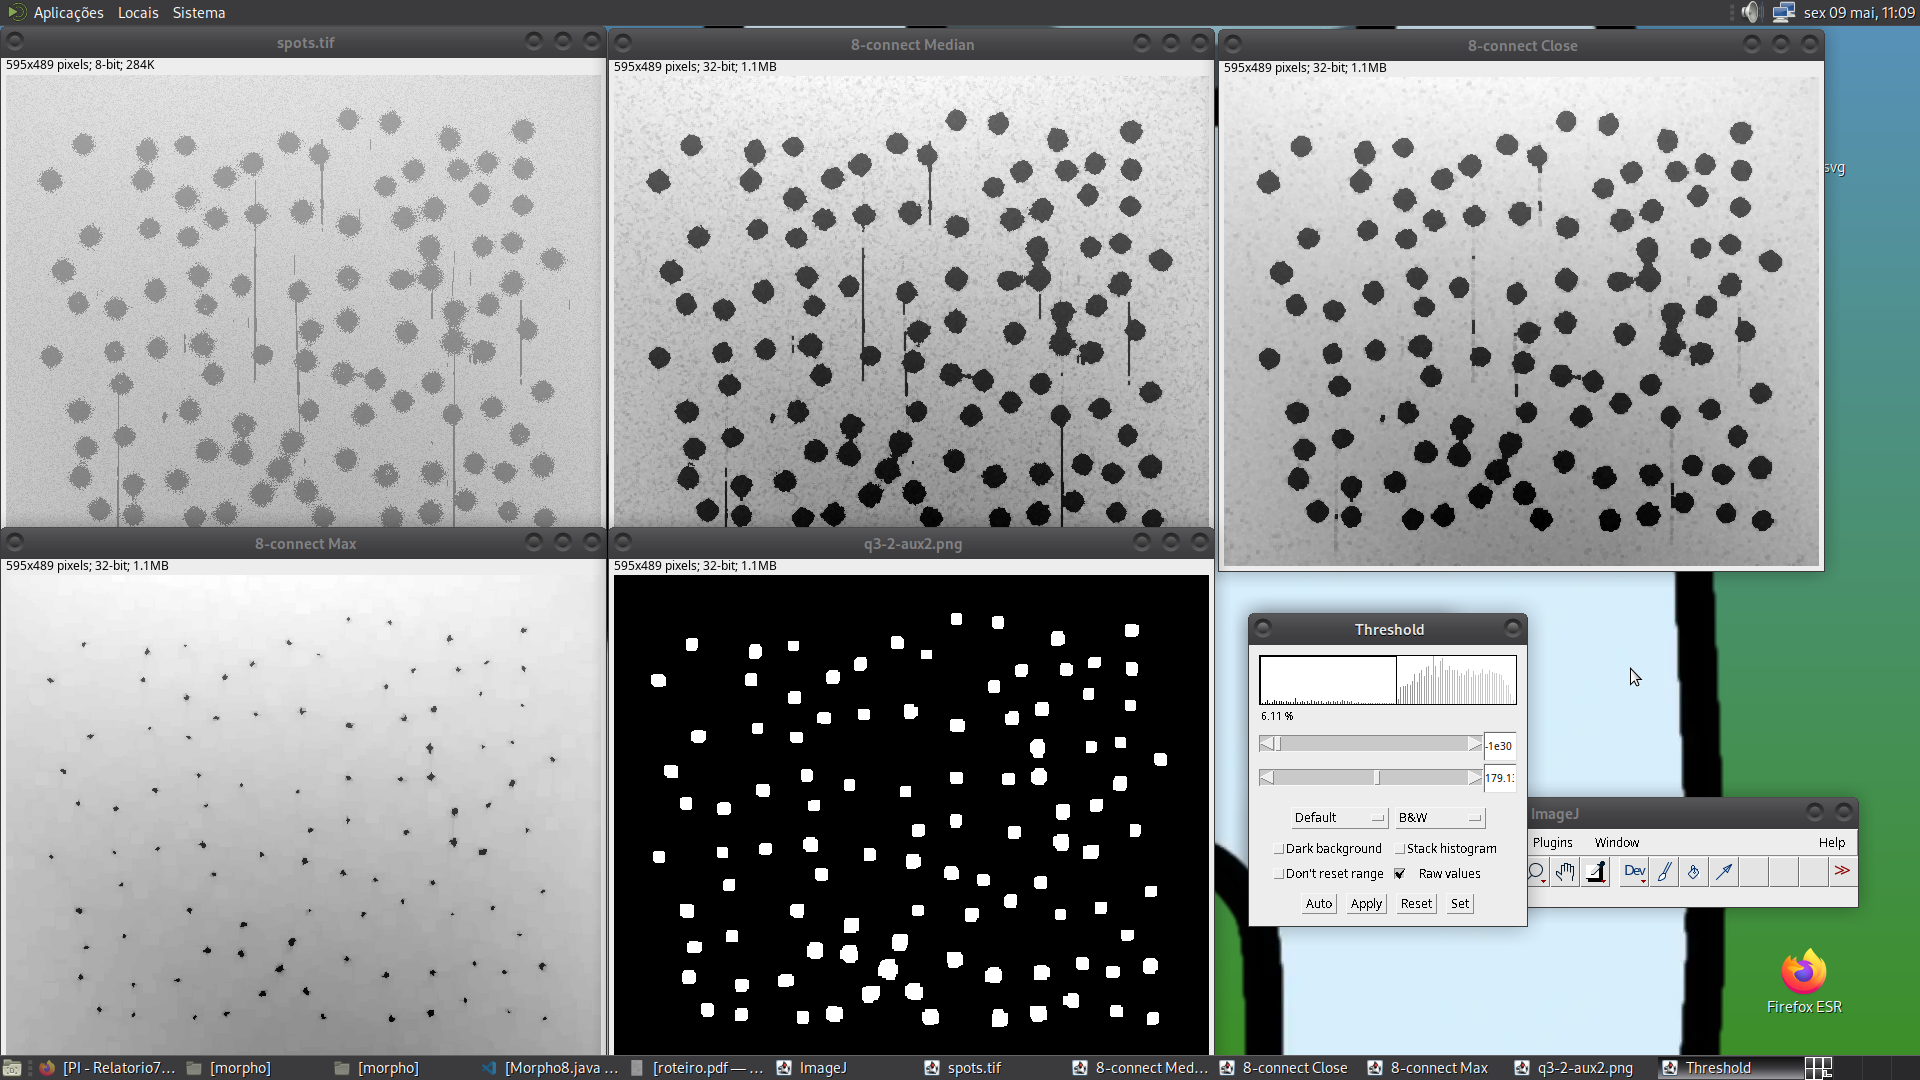 Aplicações Locais Sistema
sex 09 mai, 11:09
spots.tif
595x489 pixels; 8-bit; 284K
8-connect Median
595x489 pixels; 32-bit; 1.1MB
8-connect Close
595x489 pixels; 32-bit; 1.1MB
svg
8-connect Max
595x489 pixels; 32-bit; 1.1MB
q3-2-aux2.png
595x489 pixels; 32-bit; 1.1MB
Threshold
6.11 %
-1e30
179.1
Default
B&W
Dark background
Stack histogram
Don't reset range
Raw values
Auto
Apply
Reset
Set
ImageJ
Plugins Window Help
Dev
>>
Firefox ESR
[PI - Relatorio7...
[morpho]
[morpho]
[Morpho8.java ...
[roteiro.pdf — ...
ImageJ
spots.tif
8-connect Med...
8-connect Close
8-connect Max
q3-2-aux2.png
Threshold